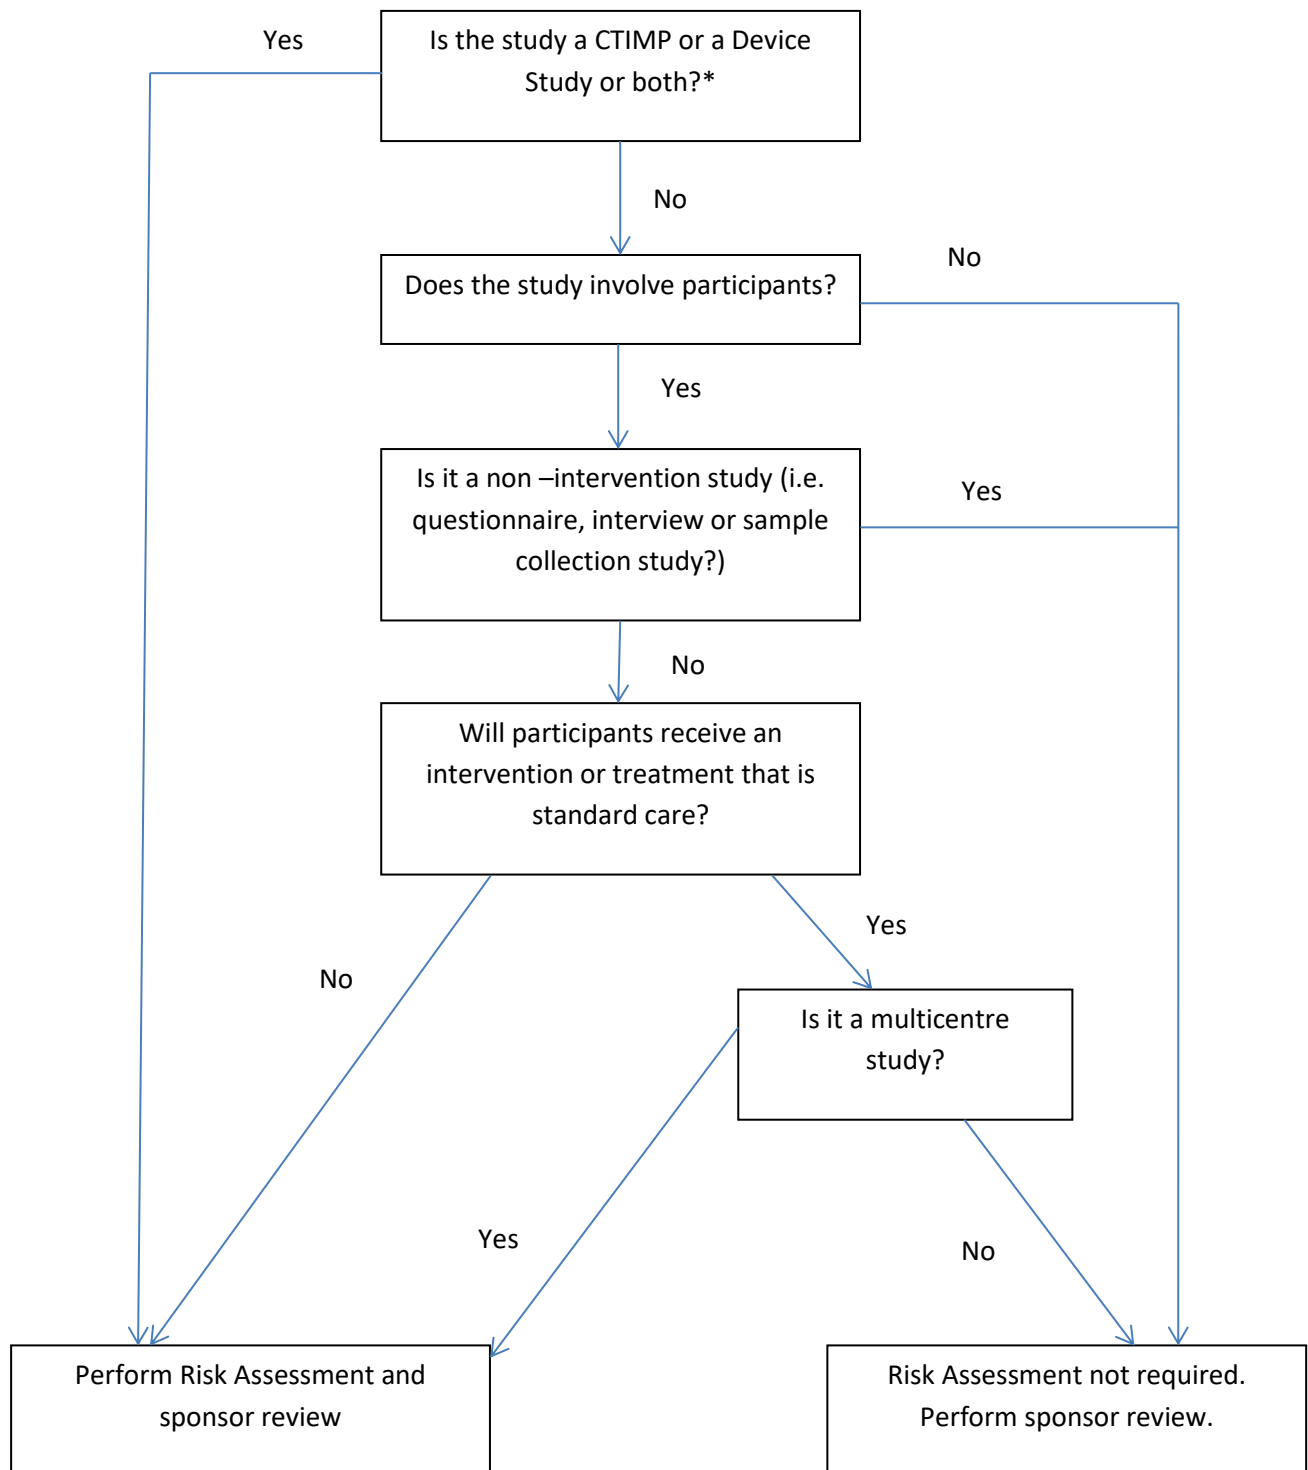 Yes
Is the study a CTIMP or a Device
Study or both?*
No
Does the study involve participants?
No
Yes
Is it a non –intervention study (i.e.
questionnaire, interview or sample
collection study?)
Yes
No
Will participants receive an
intervention or treatment that is
standard care?
Yes
No
Is it a multicentre
study?
Yes
No
Perform Risk Assessment and
sponsor review
Risk Assessment not required.
Perform sponsor review.